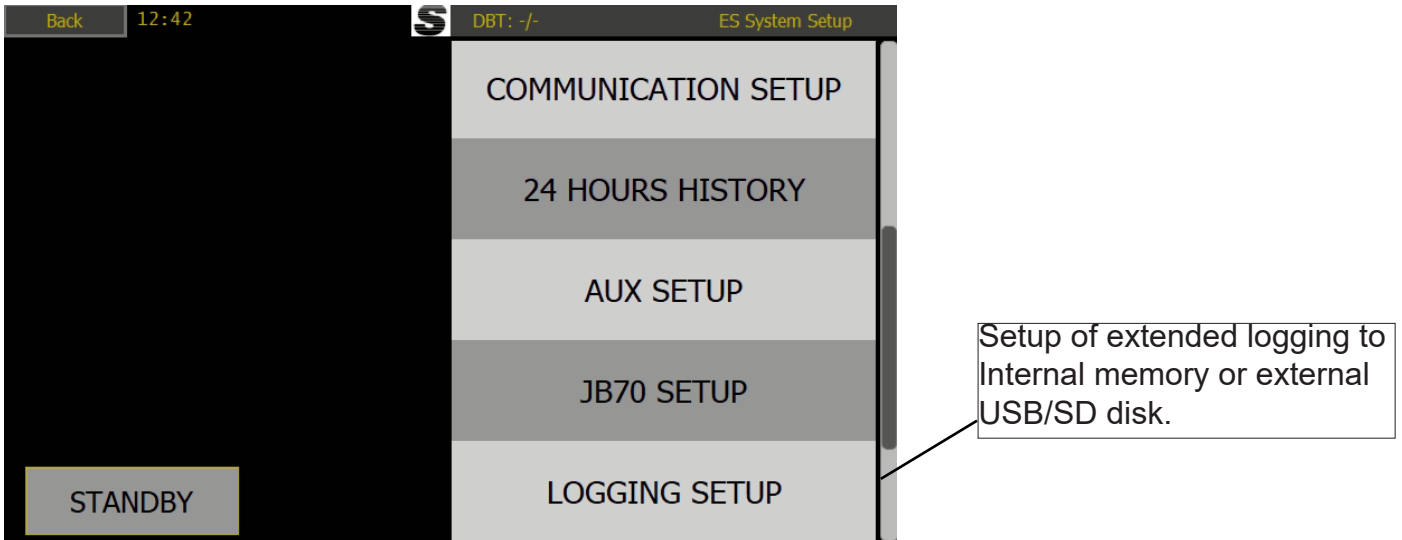 Back 12:42 S DBT: -/- ES System Setup
COMMUNICATION SETUP
24 HOURS HISTORY
AUX SETUP
JB70 SETUP
LOGGING SETUP
STANDBY
Setup of extended logging to
Internal memory or external
USB/SD disk.